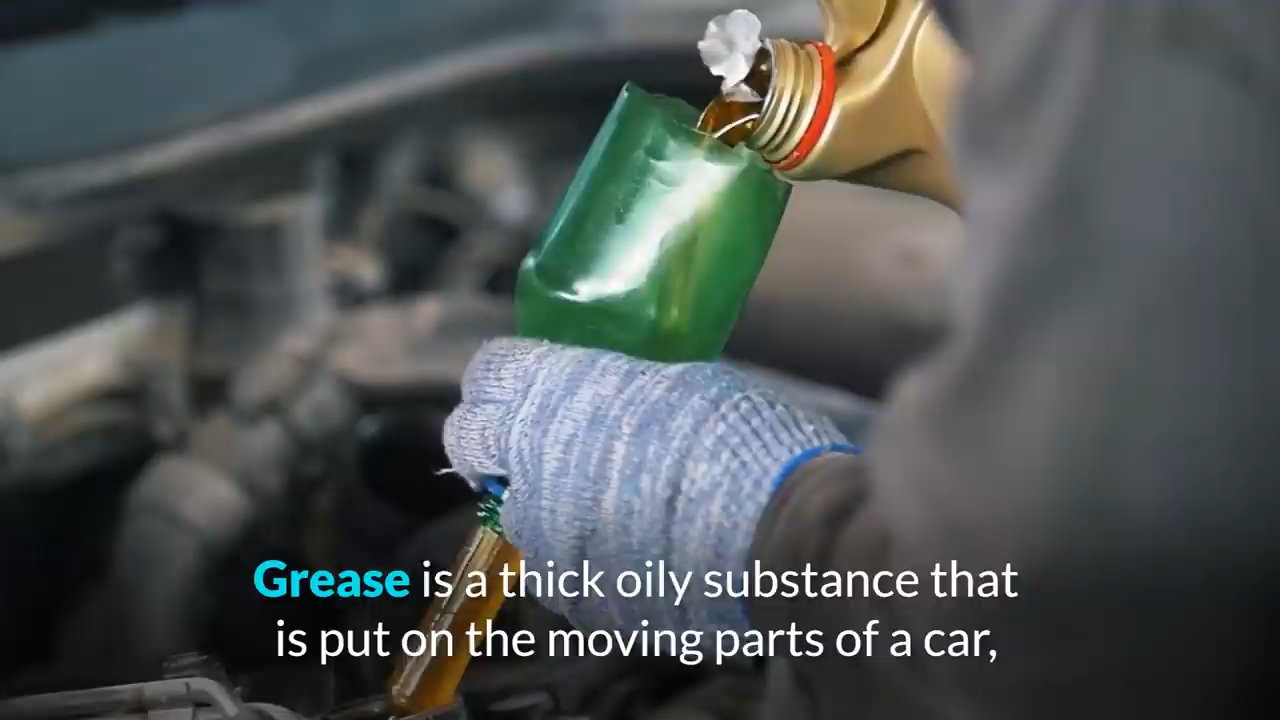 Grease is a thick oily substance that
is put on the moving parts of a car,